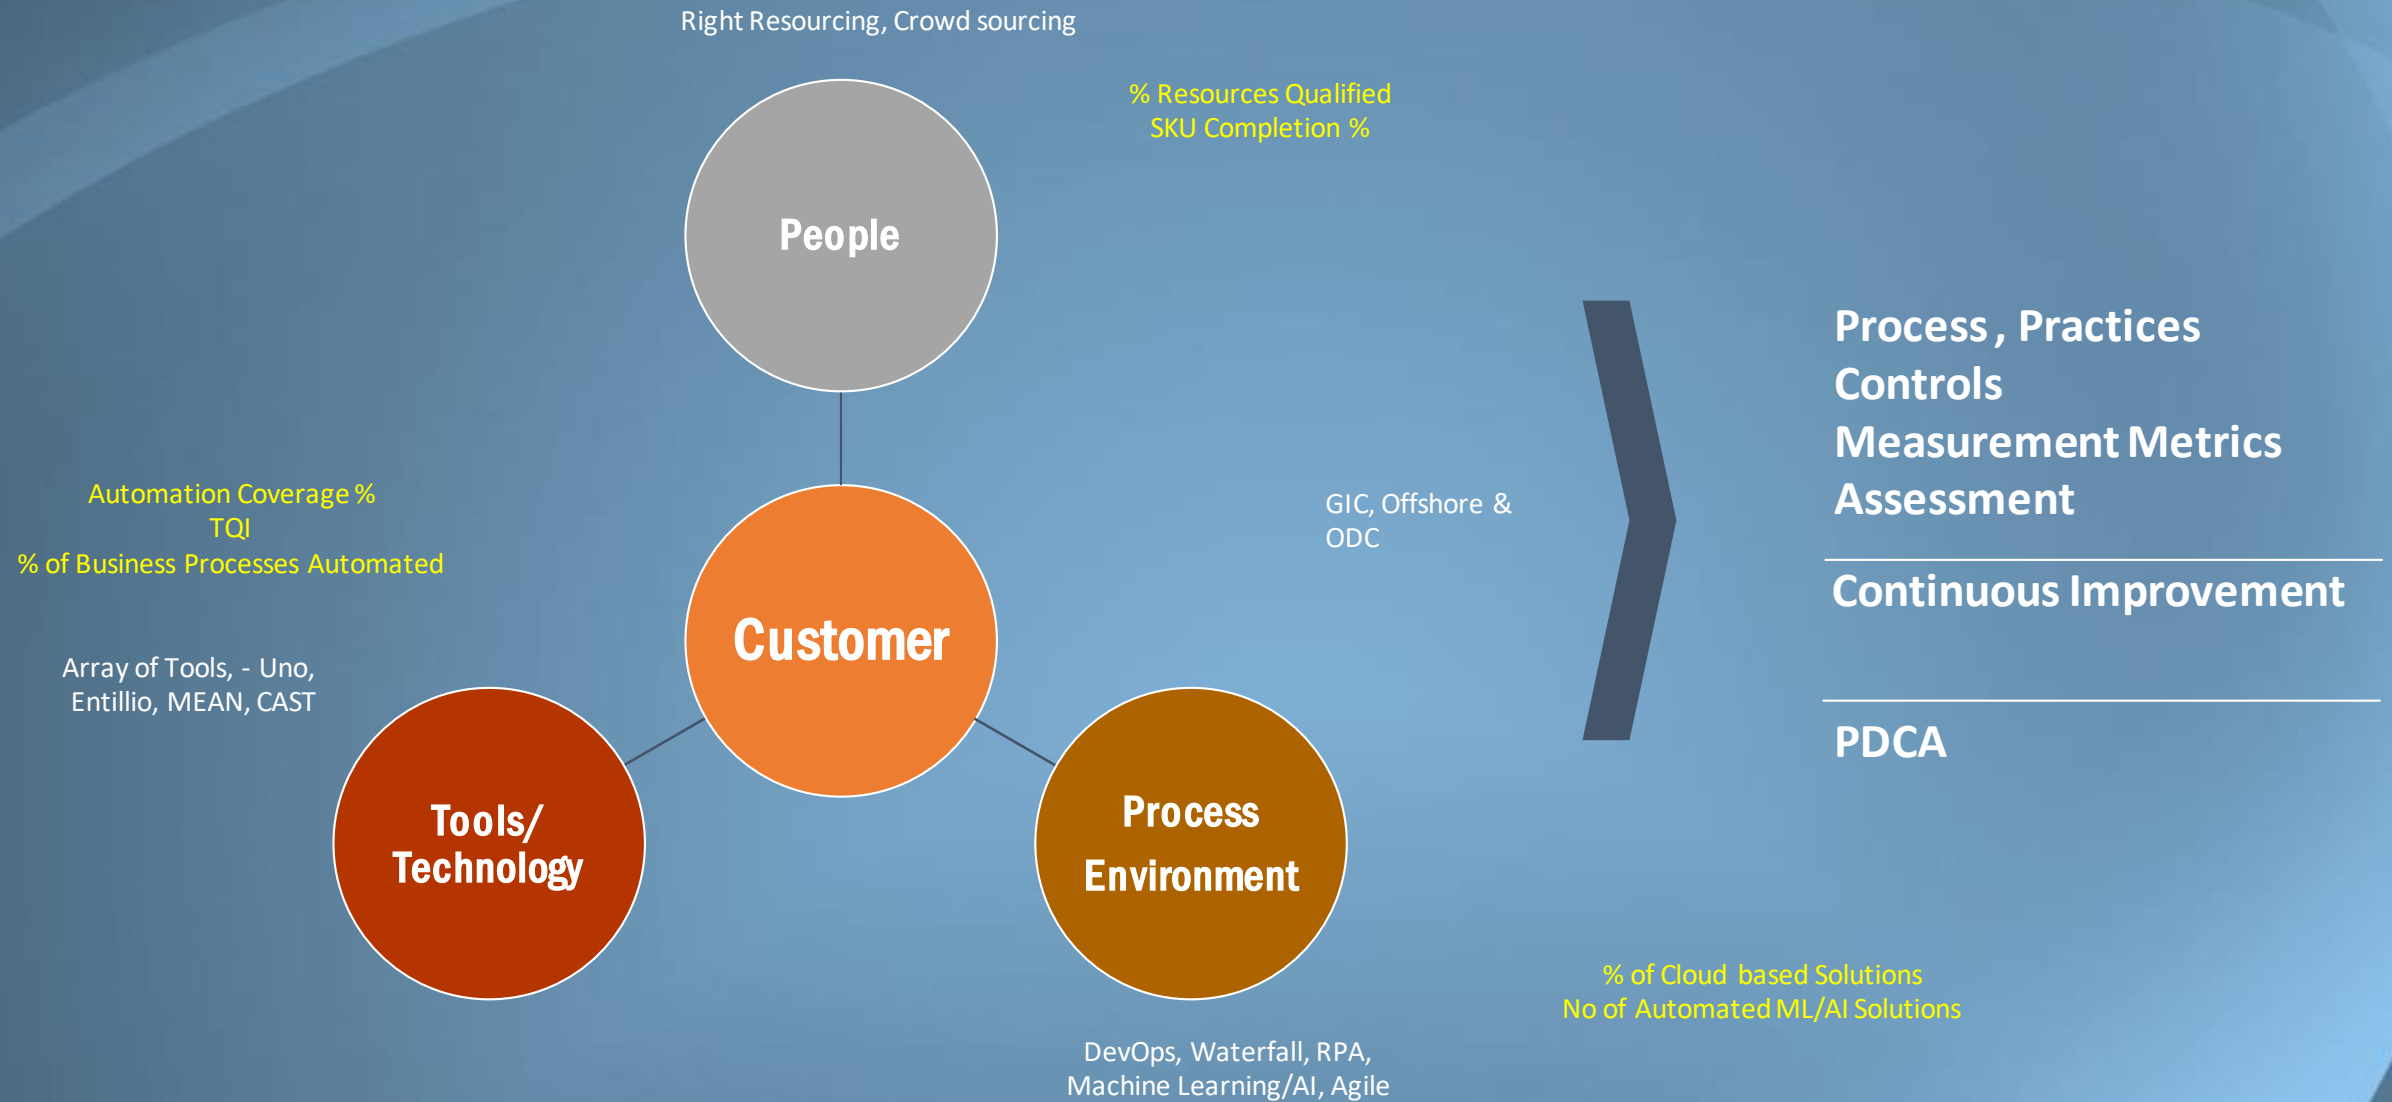 Right Resourcing, Crowd sourcing
% Resources Qualified
SKU Completion %
People
Automation Coverage %
TQI
% of Business Processes Automated
Array of Tools, - Uno,
Entillio, MEAN, CAST
Customer
GIC, Offshore &
ODC
Tools/
Technology
Process
Environment
DevOps, Waterfall, RPA,
Machine Learning/AI, Agile
% of Cloud based Solutions
No of Automated ML/AI Solutions
Process , Practices
Controls
Measurement Metrics
Assessment
Continuous Improvement
PDCA